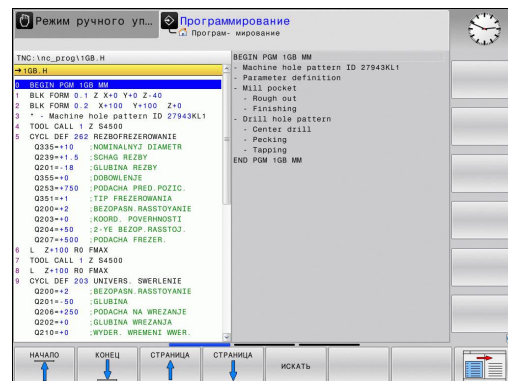 Режим ручного уп...
Программирование
Програм- мирование
TNC:\nc_prog\1GB.H
→1GB.H
0 BEGIN PGM 1GB MM
1 BLK FORM 0.1 Z X+0 Y+0 Z-40
2 BLK FORM 0.2 X+100 Y+100 Z+0
3 * - Machine hole pattern ID 27943KL1
4 TOOL CALL 1 Z S4500
5 CYCL DEF 262 REZBOFREZEROWANIE
Q335=+10 ;NOMINALNYJ DIAMETR
Q239=+1.5 ;SCHAG REZBY
Q201=-18 ;GLUBINA REZBY
Q355=+0 ;DOBOWLENJE
Q253=+750 ;PODACHA PRED.POZIC.
Q351=+1 ;TIP FREZEROWANIA
Q200=+2 ;BEZOPASN.RASSTOYANIE
Q203=+0 ;KOORD. POVERHNOSTI
Q204=+50 ;2-YE BEZOP.RASSTOJ.
Q207=+500 ;PODACHA FREZER.
6 L Z+100 R0 FMAX
7 TOOL CALL 1 Z S4500
8 L Z+100 R0 FMAX
9 CYCL DEF 203 UNIVERS. SWERLENIE
Q200=+2 ;BEZOPASN.RASSTOYANIE
Q201=-50 ;GLUBINA
Q206=+250 ;PODACHA NA WREZANJE
Q202=+0 ;GLUBINA WREZANJA
Q210=+0 ;WYDER. WREMENI WWER.
BEGIN PGM 1GB MM
- Machine hole pattern ID 27943KL1
- Parameter definition
- Mill pocket
- Rough out
- Finishing
- Drill hole pattern
- Center drill
- Pecking
- Tapping
END PGM 1GB MM
НАЧАЛО
КОНЕЦ
СТРАНИЦА
СТРАНИЦА
ИСКАТЬ